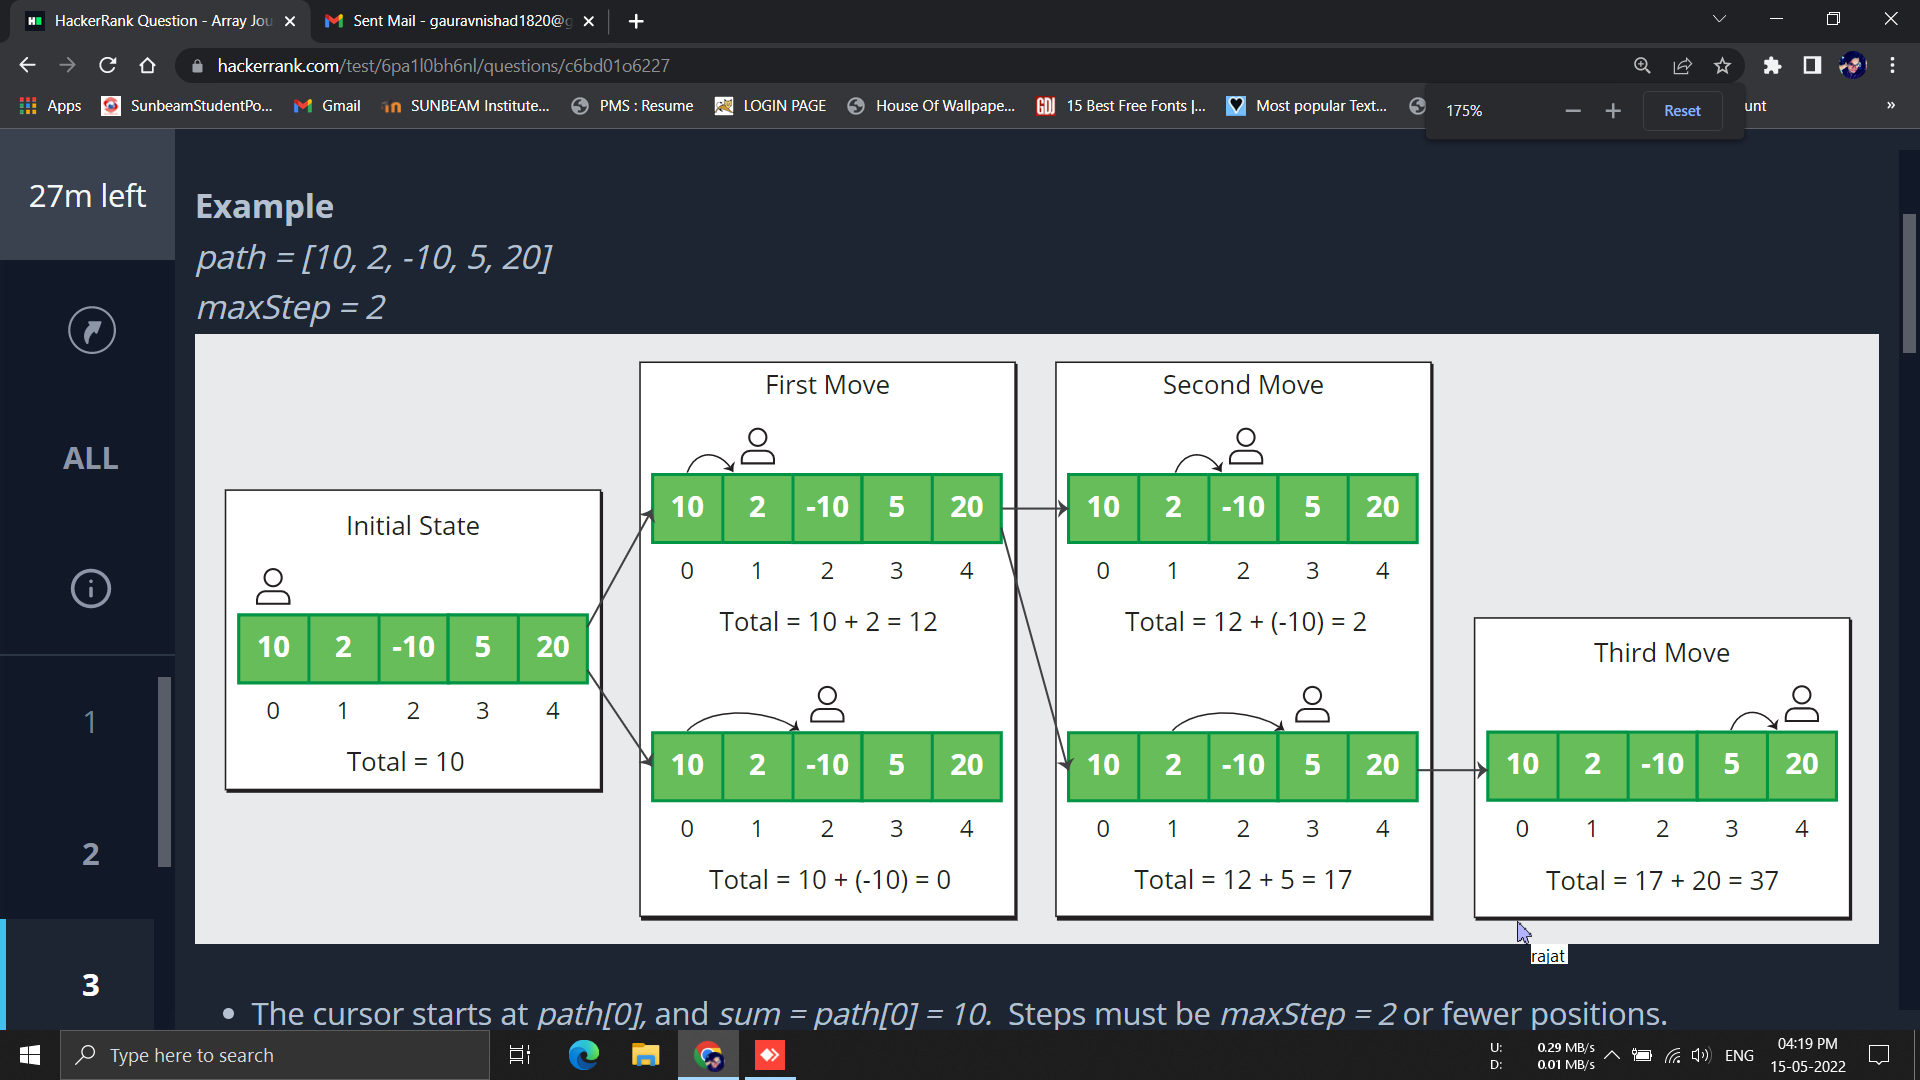 HackerRank Question - Array Jou
Sent Mail - gauravnishad1820@g
hackerrank.com/test/6pa1l0bh6nl/questions/c6bd01o6227
Apps
SunbeamStudentPo...
Gmail
SUNBEAM Institute...
PMS : Resume
LOGIN PAGE
House Of Wallpape...
15 Best Free Fonts |...
Most popular Text...
unt
»
175%
Reset
27m left
ALL
1
2
3
Example
path = [10, 2, -10, 5, 20]
maxStep = 2
Initial State
10 2 -10 5 20
0 1 2 3 4
Total = 10
First Move
10 2 -10 5 20
0 1 2 3 4
Total = 10 + 2 = 12
10 2 -10 5 20
0 1 2 3 4
Total = 10 + (-10) = 0
Second Move
10 2 -10 5 20
0 1 2 3 4
Total = 12 + (-10) = 2
10 2 -10 5 20
0 1 2 3 4
Total = 12 + 5 = 17
Third Move
10 2 -10 5 20
0 1 2 3 4
Total = 17 + 20 = 37
rajat
• The cursor starts at path[0], and sum = path[0] = 10. Steps must be maxStep = 2 or fewer positions.
Type here to search
U: 0.29 MB/s
D: 0.01 MB/s
ENG
04:19 PM
15-05-2022